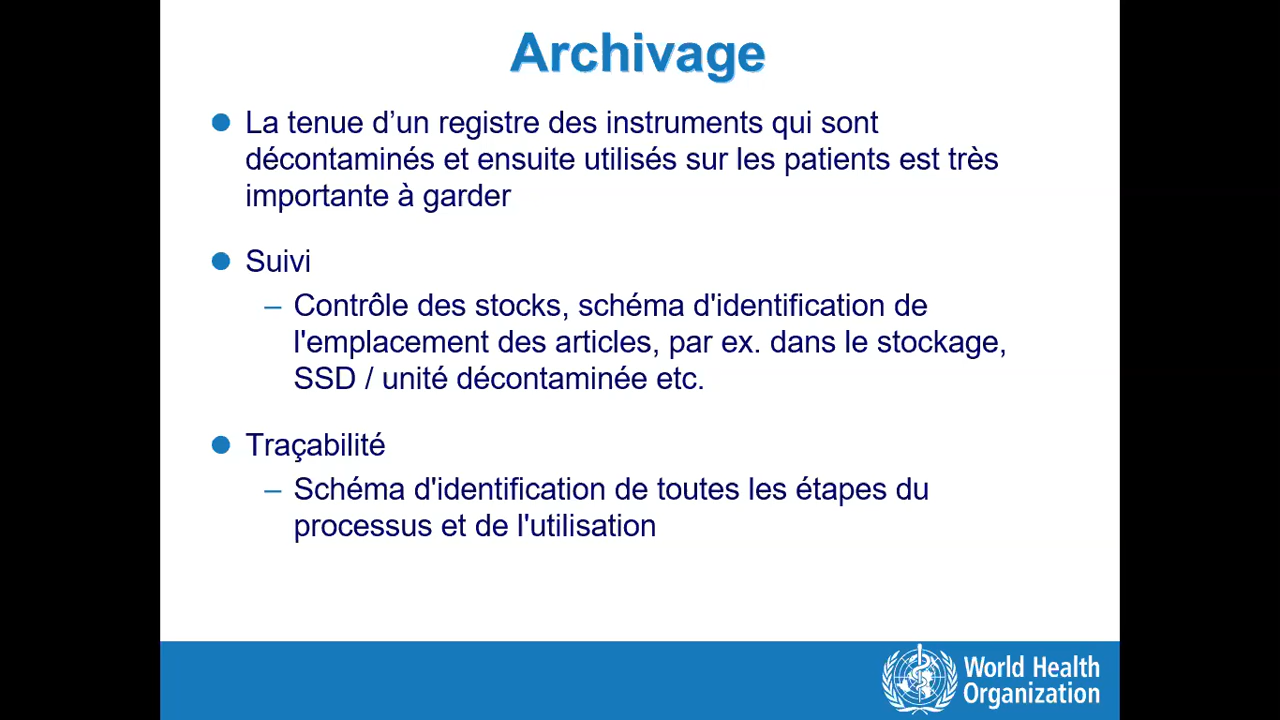 Archivage
La tenue d’un registre des instruments qui sont
décontaminés et ensuite utilisés sur les patients est très
importante à garder
Suivi
– Contrôle des stocks, schéma d'identification de
l'emplacement des articles, par ex. dans le stockage,
SSD / unité décontaminée etc.
Traçabilité
– Schéma d'identification de toutes les étapes du
processus et de l'utilisation
World Health
Organization